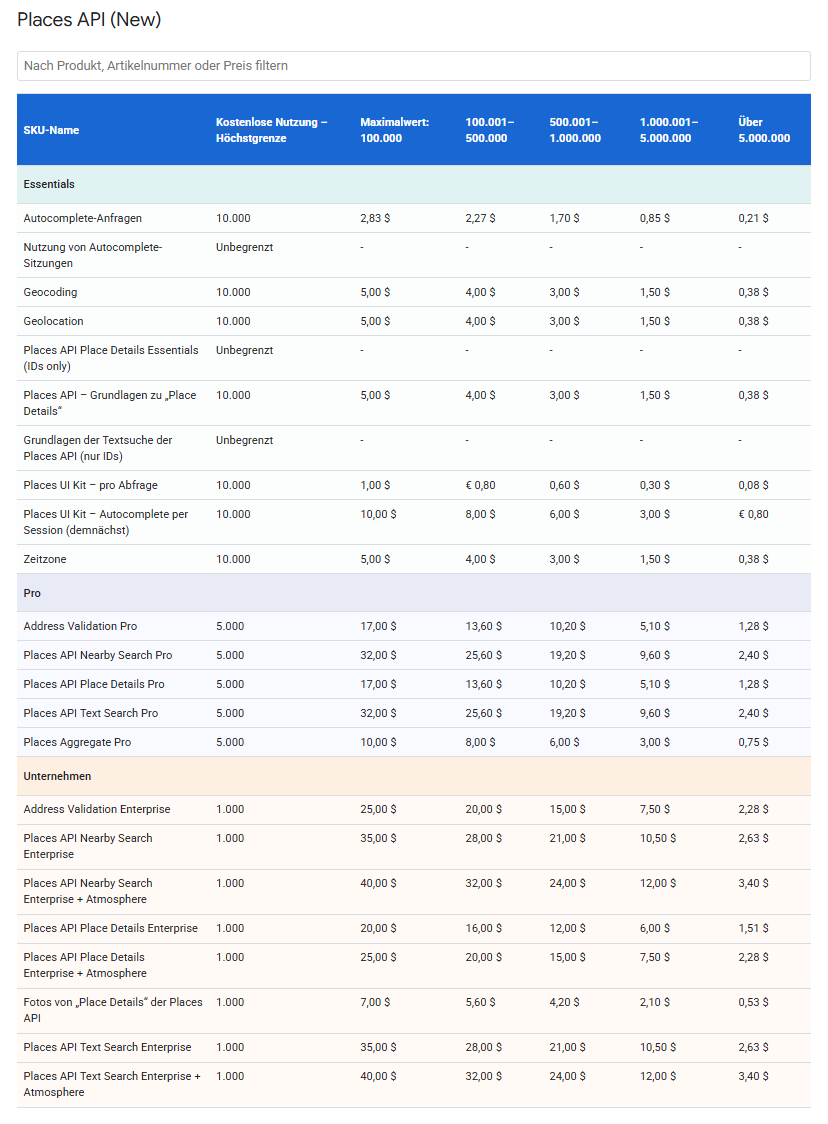 Places API (New)
Nach Produkt, Artikelnummer oder Preis filtern
SKU-Name Kostenlose Nutzung – Höchstgrenze Maximalwert: 100.000 100.001– 500.000 500.001– 1.000.000 1.000.001– 5.000.000 Über 5.000.000
Essentials
Autocomplete-Anfragen 10.000 2,83 $ 2,27 $ 1,70 $ 0,85 $ 0,21 $
Nutzung von Autocomplete- Unbegrenzt - - - - -
Sitzungen
Geocoding 10.000 5,00 $ 4,00 $ 3,00 $ 1,50 $ 0,38 $
Geolocation 10.000 5,00 $ 4,00 $ 3,00 $ 1,50 $ 0,38 $
Places API Place Details Essentials Unbegrenzt - - - - -
(IDs only)
Places API – Grundlagen zu „Place 10.000 5,00 $ 4,00 $ 3,00 $ 1,50 $ 0,38 $
Details“
Grundlagen der Textsuche der Unbegrenzt - - - - -
Places API (nur IDs)
Places UI Kit – pro Abfrage 10.000 1,00 $ € 0,80 0,60 $ 0,30 $ 0,08 $
Places UI Kit – Autocomplete per 10.000 10,00 $ 8,00 $ 6,00 $ 3,00 $ € 0,80
Session (demnächst)
Zeitzone 10.000 5,00 $ 4,00 $ 3,00 $ 1,50 $ 0,38 $
Pro
Address Validation Pro 5.000 17,00 $ 13,60 $ 10,20 $ 5,10 $ 1,28 $
Places API Nearby Search Pro 5.000 32,00 $ 25,60 $ 19,20 $ 9,60 $ 2,40 $
Places API Place Details Pro 5.000 17,00 $ 13,60 $ 10,20 $ 5,10 $ 1,28 $
Places API Text Search Pro 5.000 32,00 $ 25,60 $ 19,20 $ 9,60 $ 2,40 $
Places Aggregate Pro 5.000 10,00 $ 8,00 $ 6,00 $ 3,00 $ 0,75 $
Unternehmen
Address Validation Enterprise 1.000 25,00 $ 20,00 $ 15,00 $ 7,50 $ 2,28 $
Places API Nearby Search 1.000 35,00 $ 28,00 $ 21,00 $ 10,50 $ 2,63 $
Enterprise
Places API Nearby Search 1.000 40,00 $ 32,00 $ 24,00 $ 12,00 $ 3,40 $
Enterprise + Atmosphere
Places API Place Details Enterprise 1.000 20,00 $ 16,00 $ 12,00 $ 6,00 $ 1,51 $
Places API Place Details 1.000 25,00 $ 20,00 $ 15,00 $ 7,50 $ 2,28 $
Enterprise + Atmosphere
Fotos von „Place Details“ der Places 1.000 7,00 $ 5,60 $ 4,20 $ 2,10 $ 0,53 $
API
Places API Text Search Enterprise 1.000 35,00 $ 28,00 $ 21,00 $ 10,50 $ 2,63 $
Places API Text Search Enterprise + 1.000 40,00 $ 32,00 $ 24,00 $ 12,00 $ 3,40 $
Atmosphere